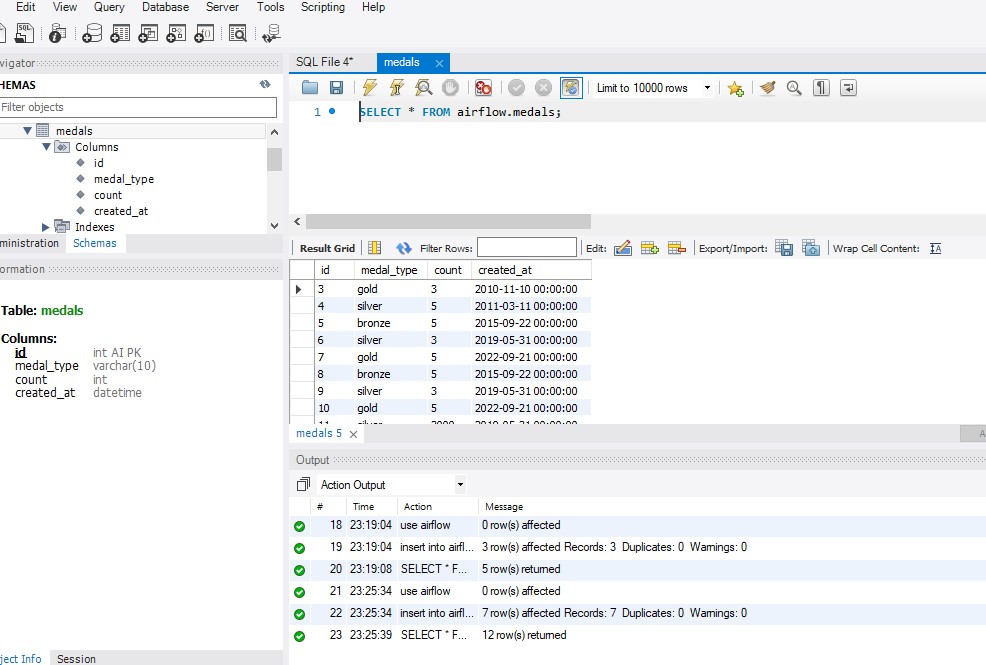 Edit View Query Database Server Tools Scripting Help
vigator
HEMAS
Filter objects
medals
Columns
id
medal_type
count
created_at
Indexes
ministration Schemas
ormation
Table: medals
Columns:
id int AI PK
medal_type varchar(10)
count int
created_at datetime
ject Info Session
SQL File 4* medals
Limit to 10000 rows
1 SELECT * FROM airflow.medals;
Result Grid Filter Rows: Edit: Export/Import: Wrap Cell Content:
id medal_type count created_at
3 gold 3 2010-11-10 00:00:00
4 silver 5 2011-03-11 00:00:00
5 bronze 5 2015-09-22 00:00:00
6 silver 3 2019-05-31 00:00:00
7 gold 5 2022-09-21 00:00:00
8 bronze 5 2015-09-22 00:00:00
9 silver 3 2019-05-31 00:00:00
10 gold 5 2022-09-21 00:00:00
medals 5
Output
Action Output
# Time Action Message
18 23:19:04 use airflow 0 row(s) affected
19 23:19:04 insert into airfl... 3 row(s) affected Records: 3 Duplicates: 0 Warnings: 0
20 23:19:08 SELECT * F... 5 row(s) returned
21 23:25:34 use airflow 0 row(s) affected
22 23:25:34 insert into airfl... 7 row(s) affected Records: 7 Duplicates: 0 Warnings: 0
23 23:25:39 SELECT * F... 12 row(s) returned